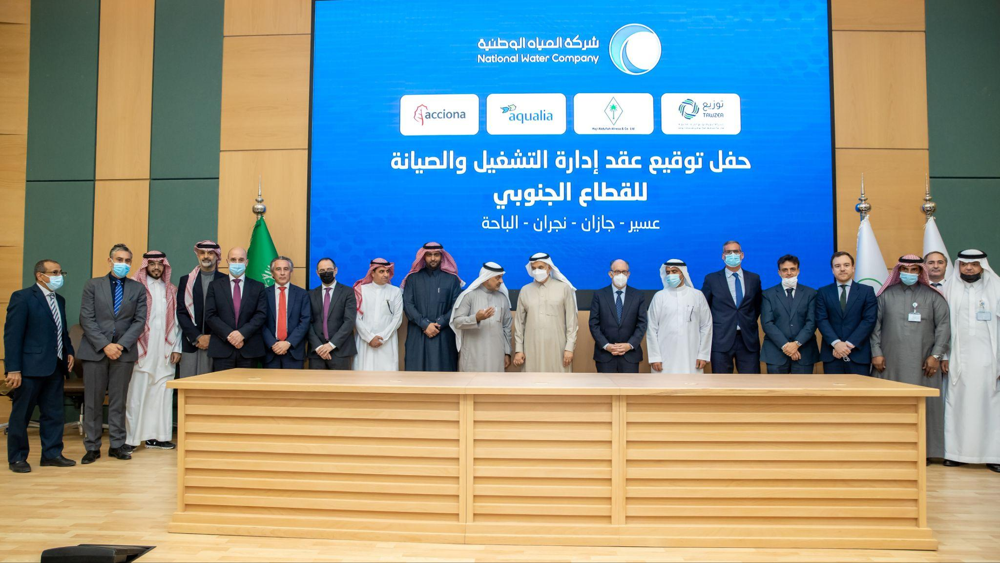 شركة المياه الوطنية
National Water Company
acciona
aqualia
Haji Abdullah Alireza & Co. Ltd
توزيع
TAWZEA
حفل توقيع عقد إدارة التشغيل والصيانة
للقطاع الجنوبي
عسير - جازان - نجران - الباحة